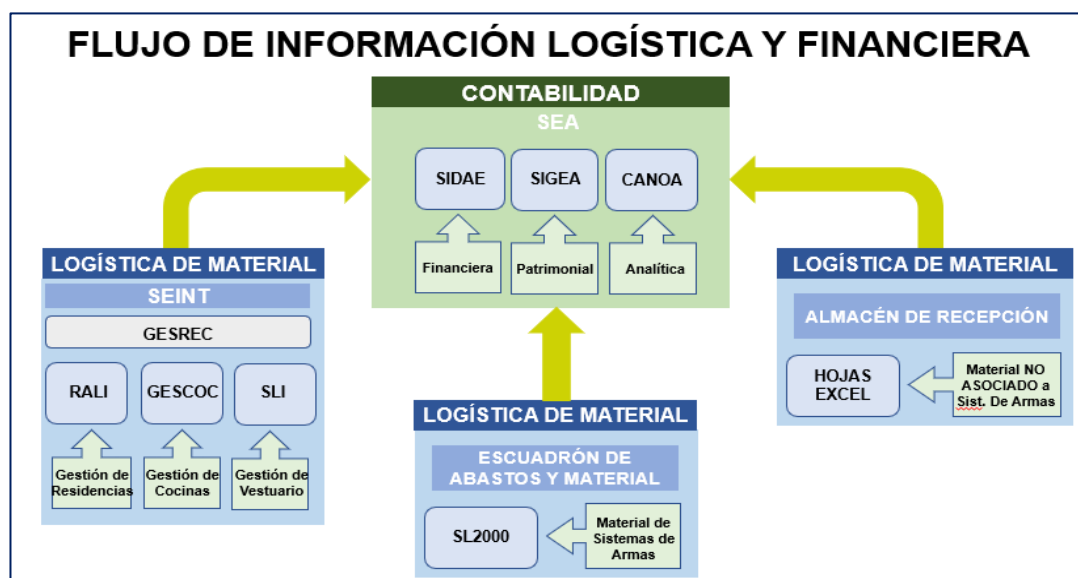 FLUJO DE INFORMACIÓN LOGÍSTICA Y FINANCIERA
CONTABILIDAD
SEA
SIDAE
SIGEA
CANOA
Financiera
Patrimonial
Analítica
LOGÍSTICA DE MATERIAL
SEINT
GESREC
RALI
GESCOC
SLI
Gestión de
Residencias
Gestión de
Cocinas
Gestión de
Vestuario
LOGÍSTICA DE MATERIAL
ESCUADRÓN DE
ABASTOS Y MATERIAL
SL2000
Material de
Sistemas de
Armas
LOGÍSTICA DE MATERIAL
ALMACÉN DE RECEPCIÓN
HOJAS
EXCEL
Material NO
ASOCIADO a
Sist. De Armas